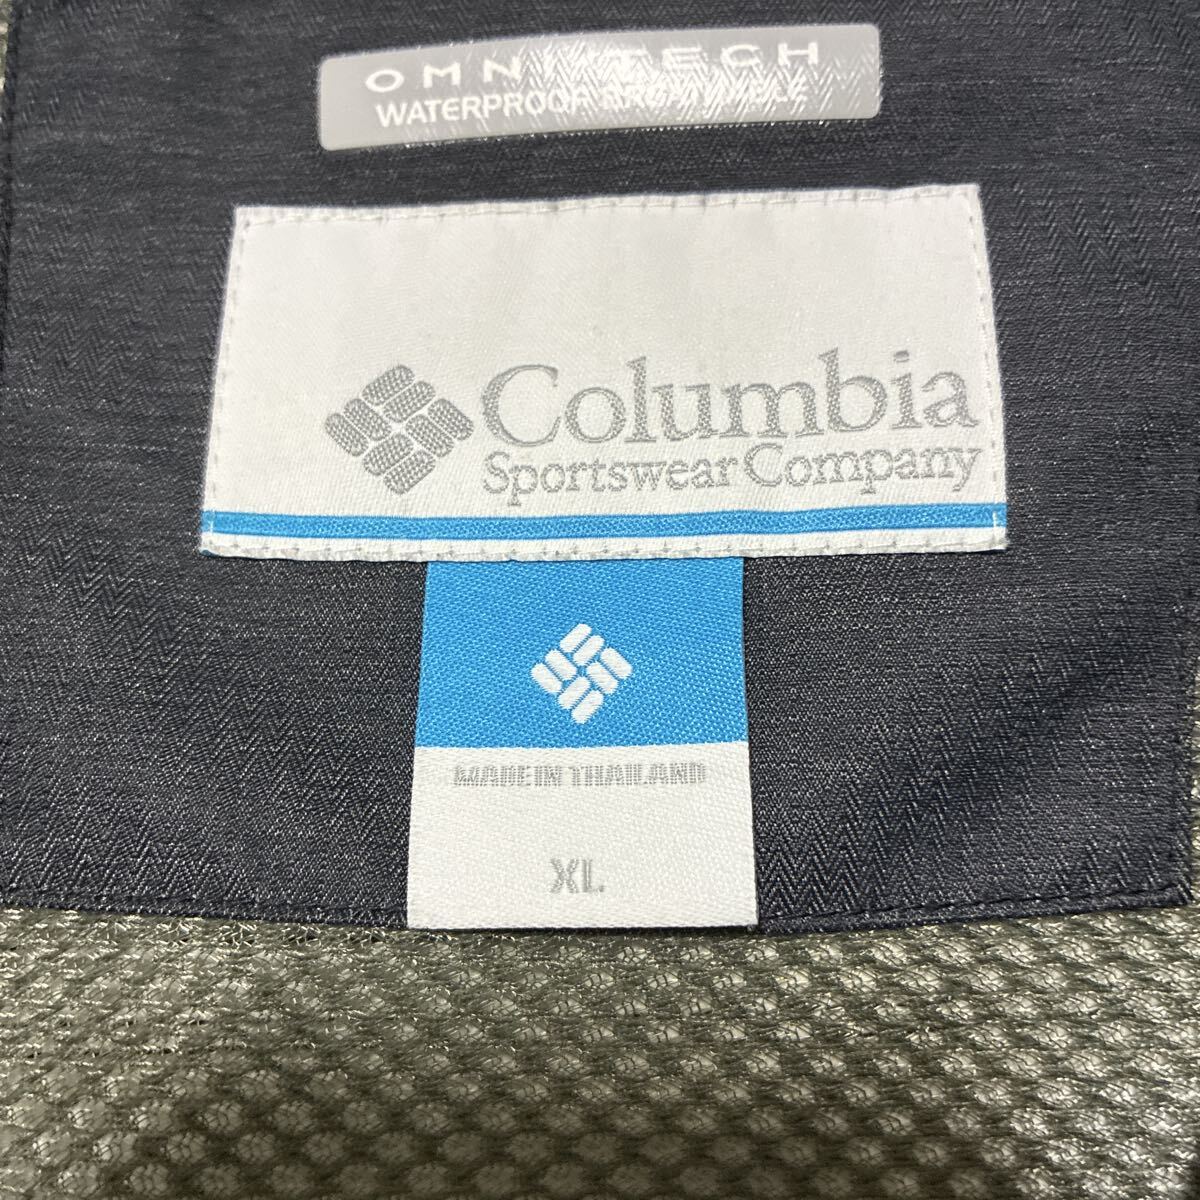 OMNI-TECH
WATERPROOF BREATHABLE
Columbia
Sportswear Company
MADE IN THAILAND
XL